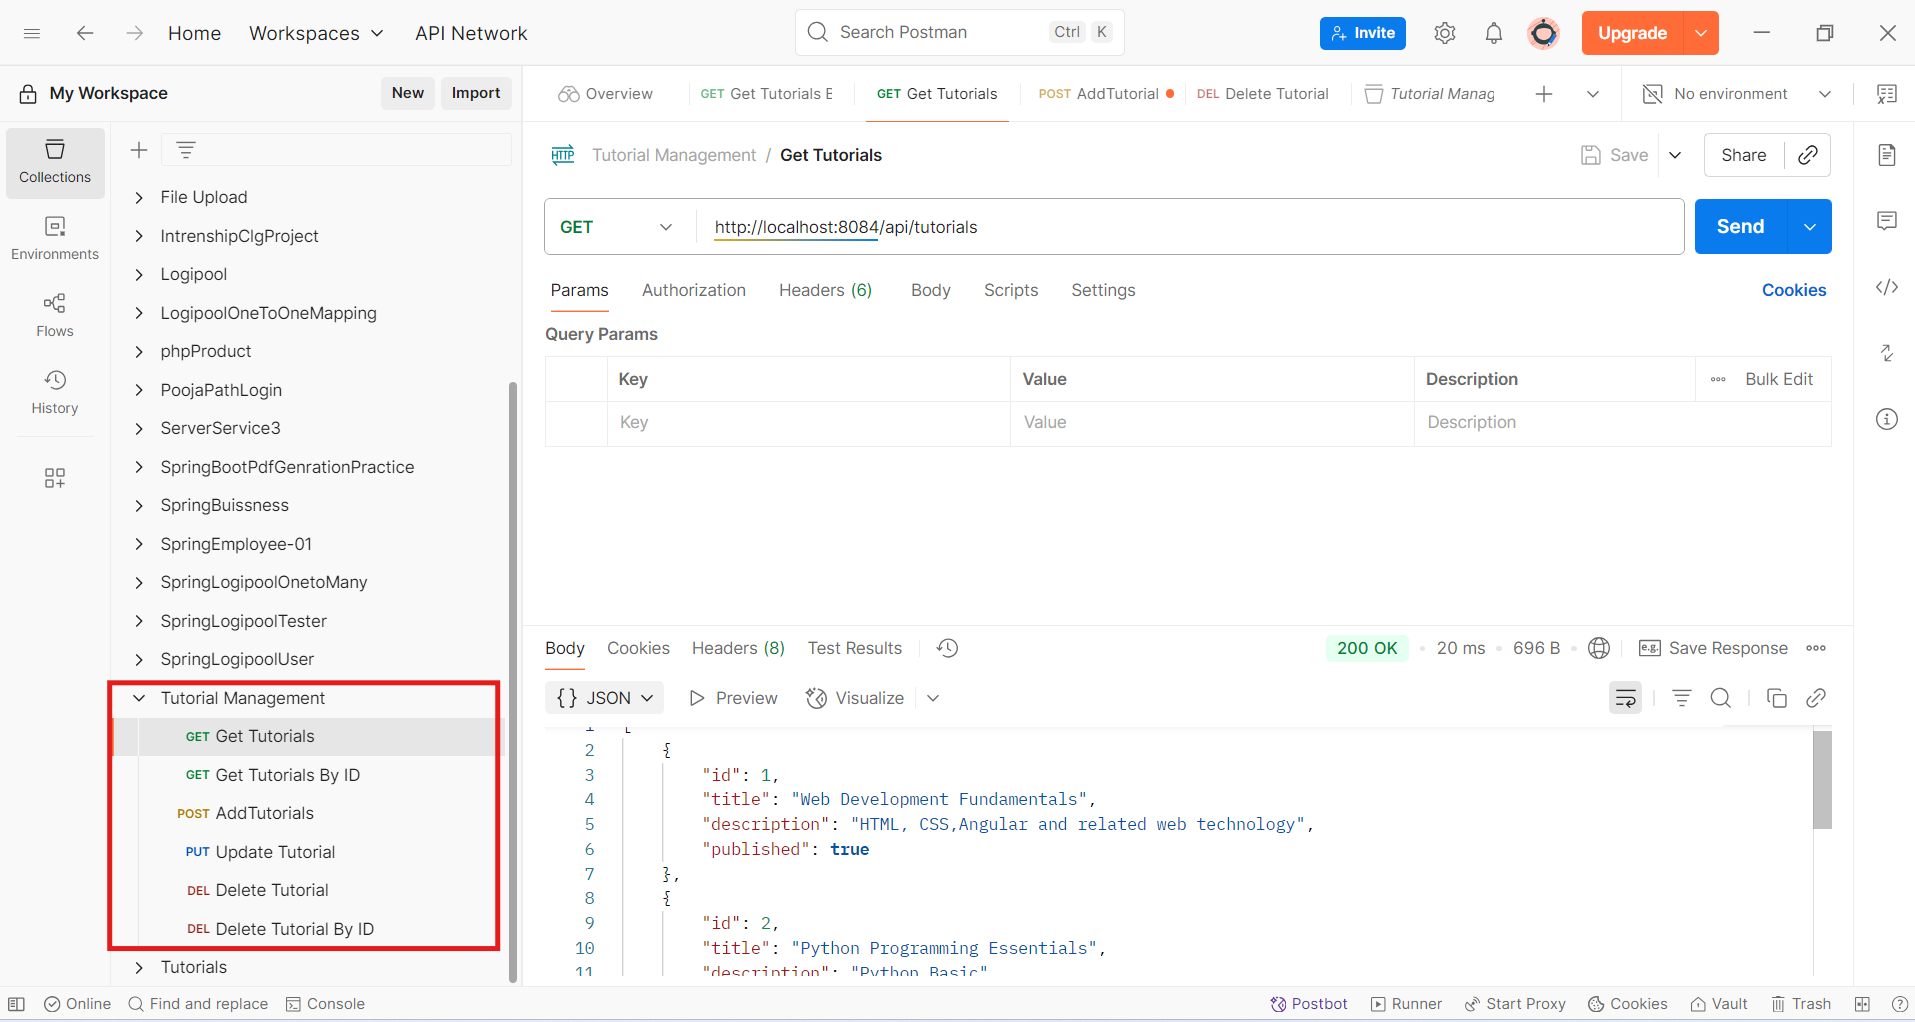 Home
Workspaces
API Network
Search Postman
Ctrl K
Invite
Upgrade
My Workspace
New
Import
Overview
GET Get Tutorials
GET Get Tutorials
POST AddTutorial
DEL Delete Tutorial
Tutorial Manag
No environment
Collections
Environments
Flows
History
File Upload
IntrenshipClgProject
Logipool
LogipoolOneToOneMapping
phpProduct
PoojaPathLogin
ServerService3
SpringBootPdfGenrationPractice
SpringBuissness
SpringEmployee-01
SpringLogipoolOnetoMany
SpringLogipoolTester
SpringLogipoolUser
Tutorial Management
GET Get Tutorials
GET Get Tutorials By ID
POST AddTutorials
PUT Update Tutorial
DEL Delete Tutorial
DEL Delete Tutorial By ID
Tutorials
HTTP Tutorial Management / Get Tutorials
Save
Share
GET
http://localhost:8084/api/tutorials
Send
Params
Authorization
Headers (6)
Body
Scripts
Settings
Cookies
Query Params
Key Value Description Bulk Edit
Key Value Description
Body
Cookies
Headers (8)
Test Results
200 OK
20 ms
696 B
e.g. Save Response
{} JSON
Preview
Visualize
1 [
2 {
3 "id": 1,
4 "title": "Web Development Fundamentals",
5 "description": "HTML, CSS,Angular and related web technology",
6 "published": true
7 },
8 {
9 "id": 2,
10 "title": "Python Programming Essentials",
11 "description": "Python Basic"
Online
Find and replace
Console
Postbot
Runner
Start Proxy
Cookies
Vault
Trash